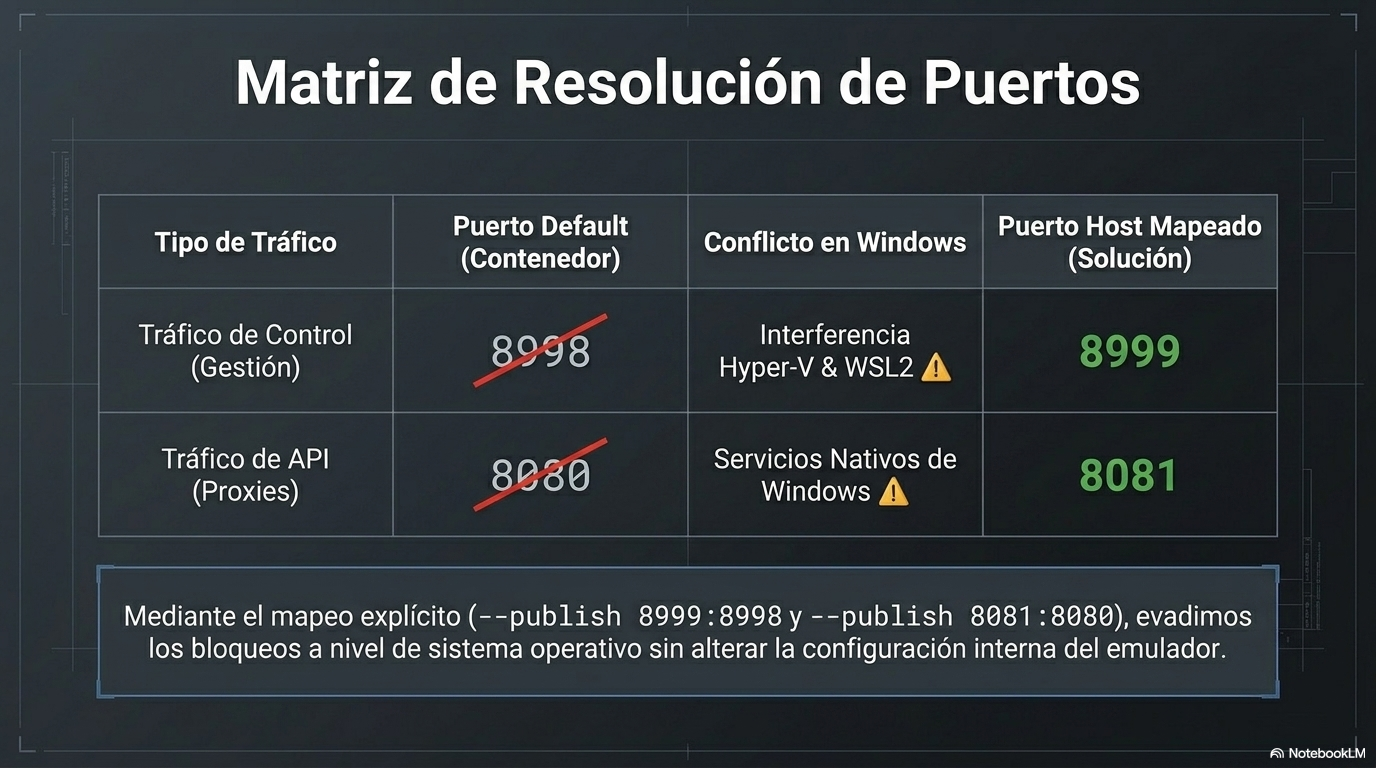 Matriz de Resolución de Puertos
Tipo de Tráfico
Puerto Default
(Contenedor)
Conflicto en Windows
Puerto Host Mapeado
(Solución)
Tráfico de Control
(Gestión)
8998
Interferencia
Hyper-V & WSL2 ⚠️
8999
Tráfico de API
(Proxies)
8080
Servicios Nativos de
Windows ⚠️
8081
Mediante el mapeo explícito (--publish 8999:8998 y --publish 8081:8080), evadimos
los bloqueos a nivel de sistema operativo sin alterar la configuración interna del emulador.
NotebookLM